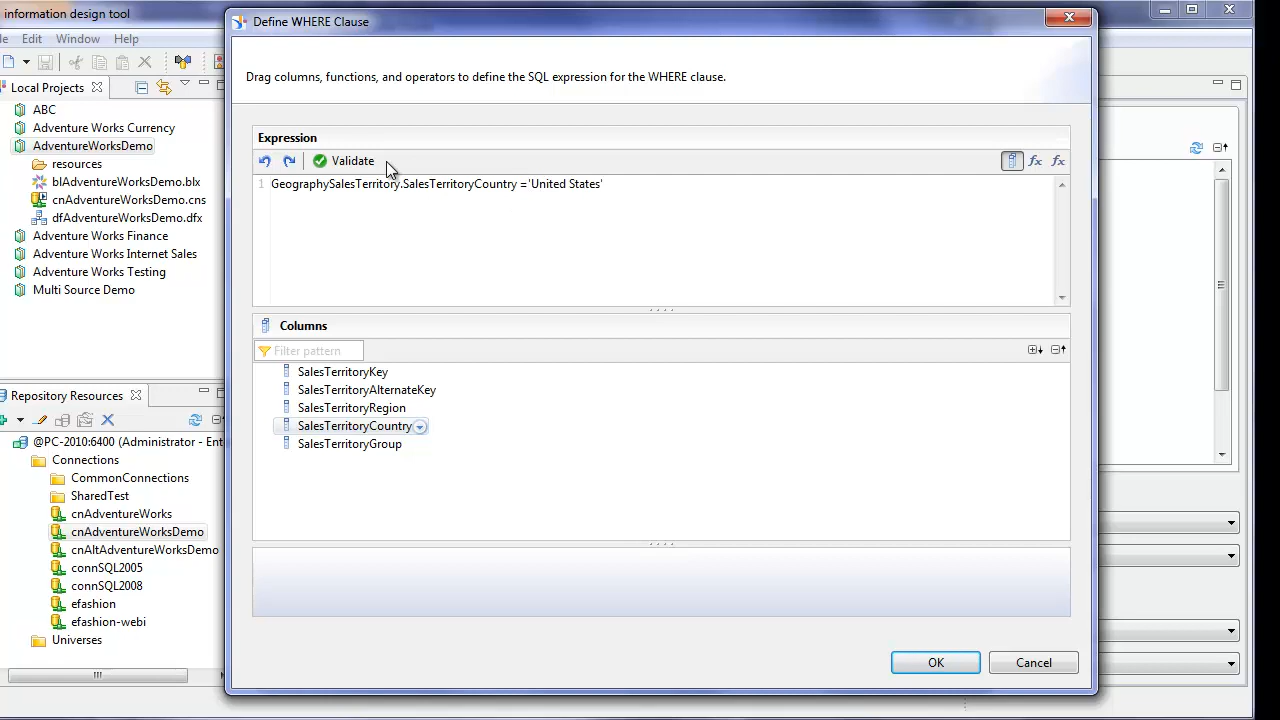 information design tool
Define WHERE Clause
Edit Window Help
Drag columns, functions, and operators to define the SQL expression for the WHERE clause.
Local Projects
ABC
Adventure Works Currency
AdventureWorksDemo
resources
blAdventureWorksDemo.blx
cnAdventureWorksDemo.cns
dfAdventureWorksDemo.dfx
Adventure Works Finance
Adventure Works Internet Sales
Adventure Works Testing
Multi Source Demo
Expression
Validate
1 GeographySalesTerritory.SalesTerritoryCountry ='United States'
Columns
Filter pattern
SalesTerritoryKey
SalesTerritoryAlternateKey
SalesTerritoryRegion
SalesTerritoryCountry
SalesTerritoryGroup
Repository Resources
@PC-2010:6400 (Administrator - Ent
Connections
CommonConnections
SharedTest
cnAdventureWorks
cnAdventureWorksDemo
cnAltAdventureWorksDemo
connSQL2005
connSQL2008
efashion
efashion-webi
Universes
OK
Cancel